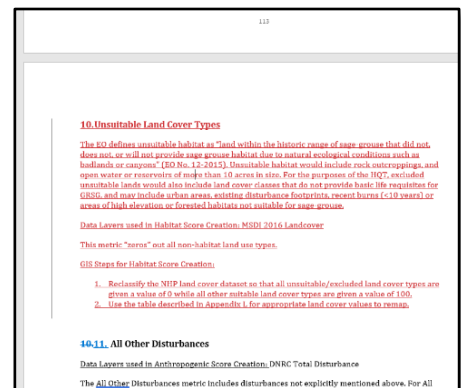 113
10. Unsuitable Land Cover Types
The EO defines unsuitable habitat as "land within the historic range of sage-grouse that did not,
does not, or will not provide sage grouse habitat due to natural ecological conditions such as
badlands or canyons" (EO No. 12-2015). Unsuitable habitat would include rock outcroppings, and
open water or reservoirs of more than 10 acres in size. For the purposes of the HQT, excluded
unsuitable lands would also include land cover classes that do not provide basic life requisites for
GRSG, and may include urban areas, existing disturbance footprints, recent burns (<10 years) or
areas of high elevation or forested habitats not suitable for sage grouse.
Data Layers used in Habitat Score Creation: MSDI 2016 Landcover
This metric "zeros" out all non-habitat land use types.
GIS Steps for Habitat Score Creation:
1. Reclassify the NHP land cover dataset so that all unsuitable/excluded land cover types are
given a value of 0 while all other suitable land cover types are given a value of 100.
2. Use the table described in Appendix L for appropriate land cover values to remap.
10.11. All Other Disturbances
Data Layers used in Anthropogenic Score Creation: DNRC Total Disturbance
The All Other Disturbances metric includes disturbances not explicitly mentioned above. For All